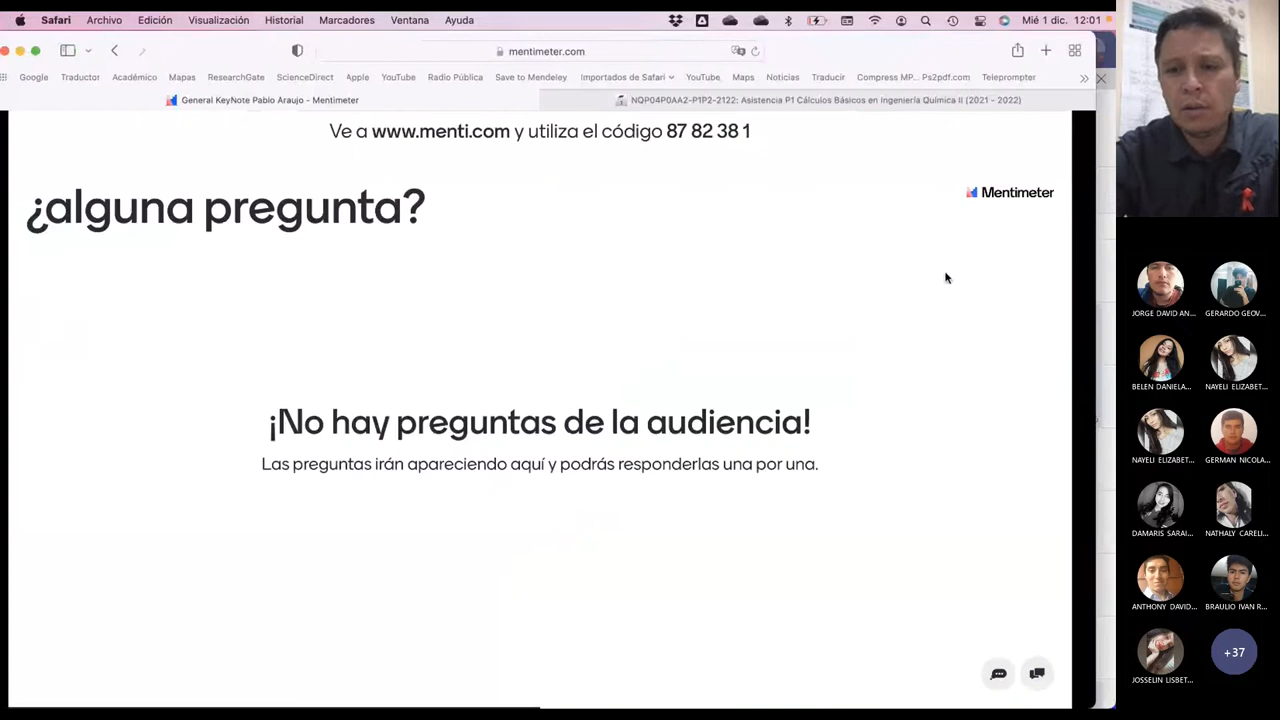 Safari Archivo Edición Visualización Historial Marcadores Ventana Ayuda Mié 1 dic. 12:01
mentimeter.com
Google Traductor Académico Mapas ResearchGate ScienceDirect Apple YouTube Radio Pública Save to Mendeley Importados de Safari YouTube Maps Noticias Traducir Compress MP... Ps2pdf.com Teleprompter
General KeyNote Pablo Araujo - Mentimeter
NQP04P0AA2-P1P2-2122: Asistencia P1 Cálculos Básicos en Ingeniería Química II (2021 - 2022)
Ve a www.menti.com y utiliza el código 87 82 38 1
¿alguna pregunta?
Mentimeter
¡No hay preguntas de la audiencia!
Las preguntas irán apareciendo aquí y podrás responderlas una por una.
JORGE DAVID AN... GERARDO GEOV...
BELEN DANIELA... NAYELI ELIZABET...
NAYELI ELIZABET... GERMAN NICOLA...
DAMARIS SARAI... NATHALY CARELI...
ANTHONY DAVID... BRAULIO IVAN R...
JOSSELIN LISBET... +37